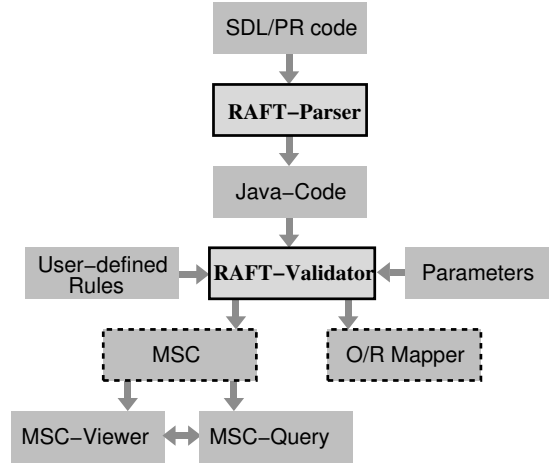 SDL/PR code
RAFT−Parser
Java−Code
User−defined
Rules
RAFT−Validator
Parameters
MSC
O/R Mapper
MSC−Viewer
MSC−Query